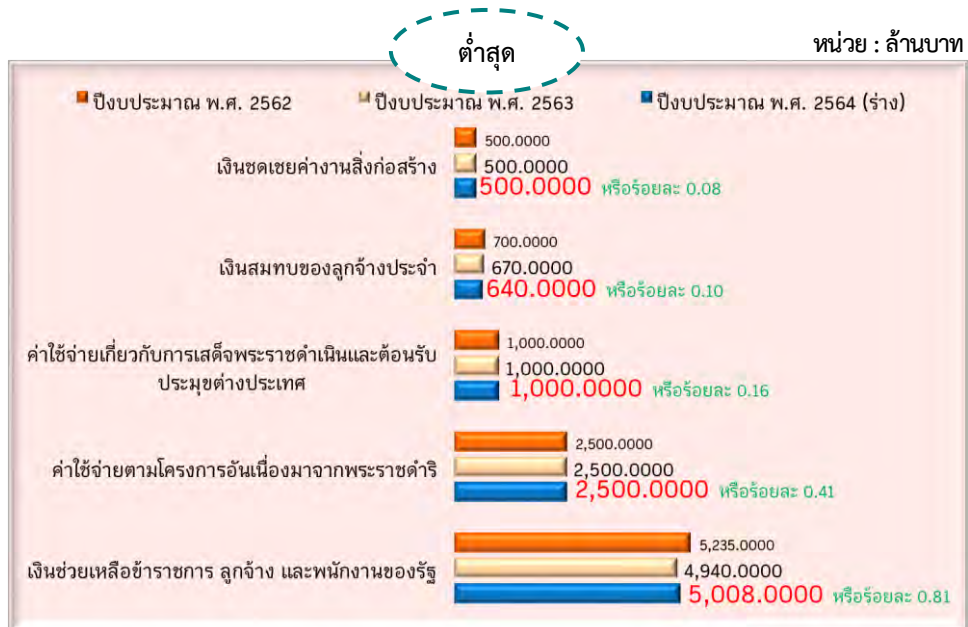 ต่ำสุด
หน่วย : ล้านบาท
ปีงบประมาณ พ.ศ. 2562 ปีงบประมาณ พ.ศ. 2563 ปีงบประมาณ พ.ศ. 2564 (ร่าง)
เงินชดเชยค่างานสิ่งก่อสร้าง
500.0000
500.0000
500.0000 หรือร้อยละ 0.08
เงินสมทบของลูกจ้างประจำ
700.0000
670.0000
640.0000 หรือร้อยละ 0.10
ค่าใช้จ่ายเกี่ยวกับการเสด็จพระราชดำเนินและต้อนรับ
ประมุขต่างประเทศ
1,000.0000
1,000.0000
1,000.0000 หรือร้อยละ 0.16
ค่าใช้จ่ายตามโครงการอันเนื่องมาจากพระราชดำริ
2,500.0000
2,500.0000
2,500.0000 หรือร้อยละ 0.41
เงินช่วยเหลือข้าราชการ ลูกจ้าง และพนักงานของรัฐ
5,235.0000
4,940.0000
5,008.0000 หรือร้อยละ 0.81